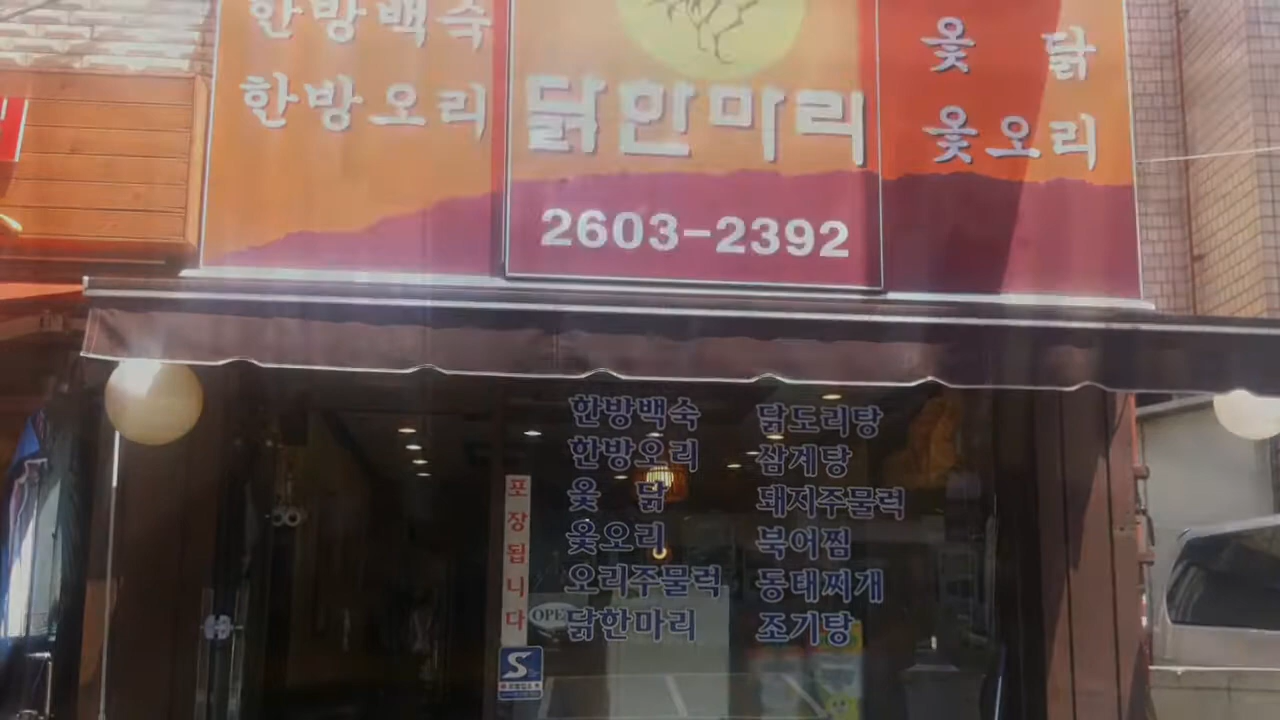 한방백숙
한방오리
닭한마리
2603-2392
옻 닭
옻오리
한방백숙
한방오리
옻 닭
옻오리
오리주물럭
닭한마리
닭도리탕
삼계탕
돼지주물럭
북어찜
동태찌개
조기탕
포장됩니다
OPEN
S